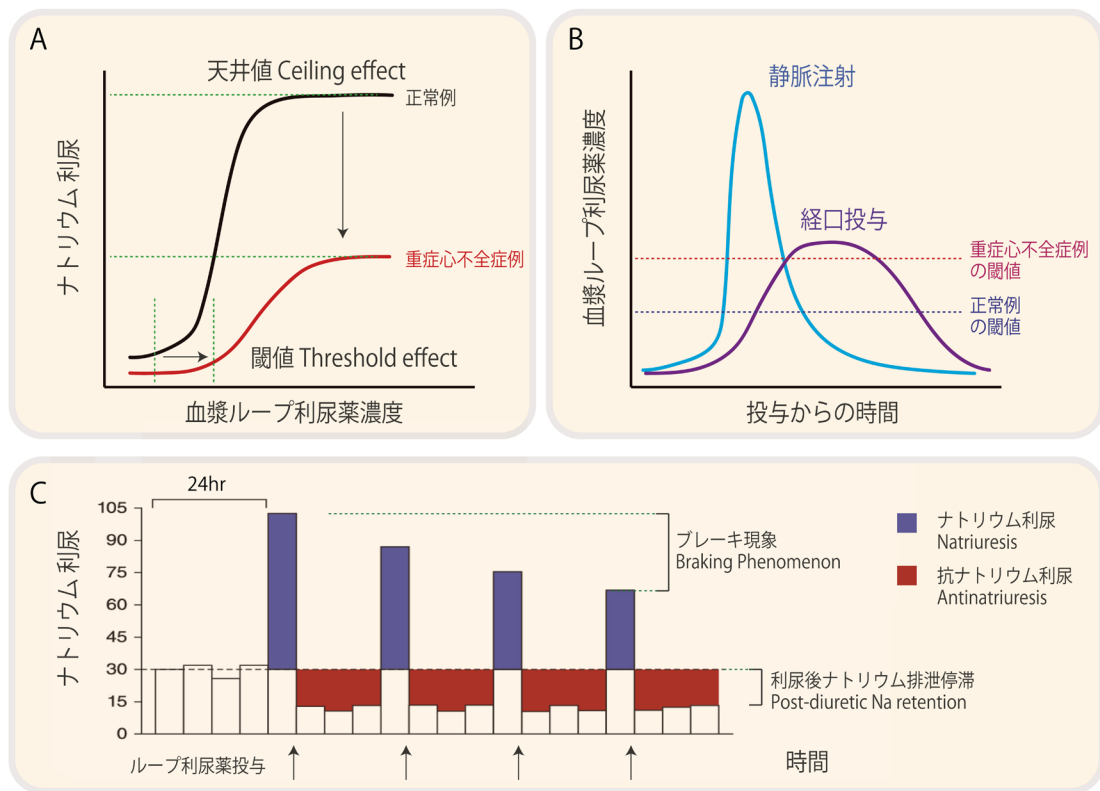 A
天井値 Ceiling effect
正常例
重症心不全症例
閾値 Threshold effect
ナトリウム 利尿
血漿ループ利尿薬濃度
B
静脈注射
経口投与
重症心不全症例
の閾値
正常例
の閾値
血漿ループ利尿薬濃度
投与からの時間
C
24hr
105
90
75
60
45
30
15
0
ナトリウム 利尿
ブレーキ現象
Braking Phenomenon
利尿後ナトリウム排泄停滞
Post-diuretic Na retention
ナトリウム利尿
Natriuresis
抗ナトリウム利尿
Antinatriuresis
ループ利尿薬投与
時間